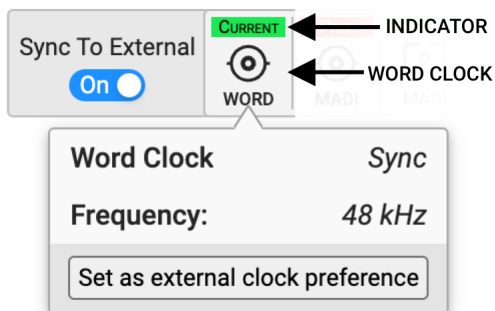 CURRENT
INDICATOR
Sync To External
On
WORD CLOCK
WORD
MADI
MADI
Word Clock Sync
Frequency: 48 kHz
Set as external clock preference